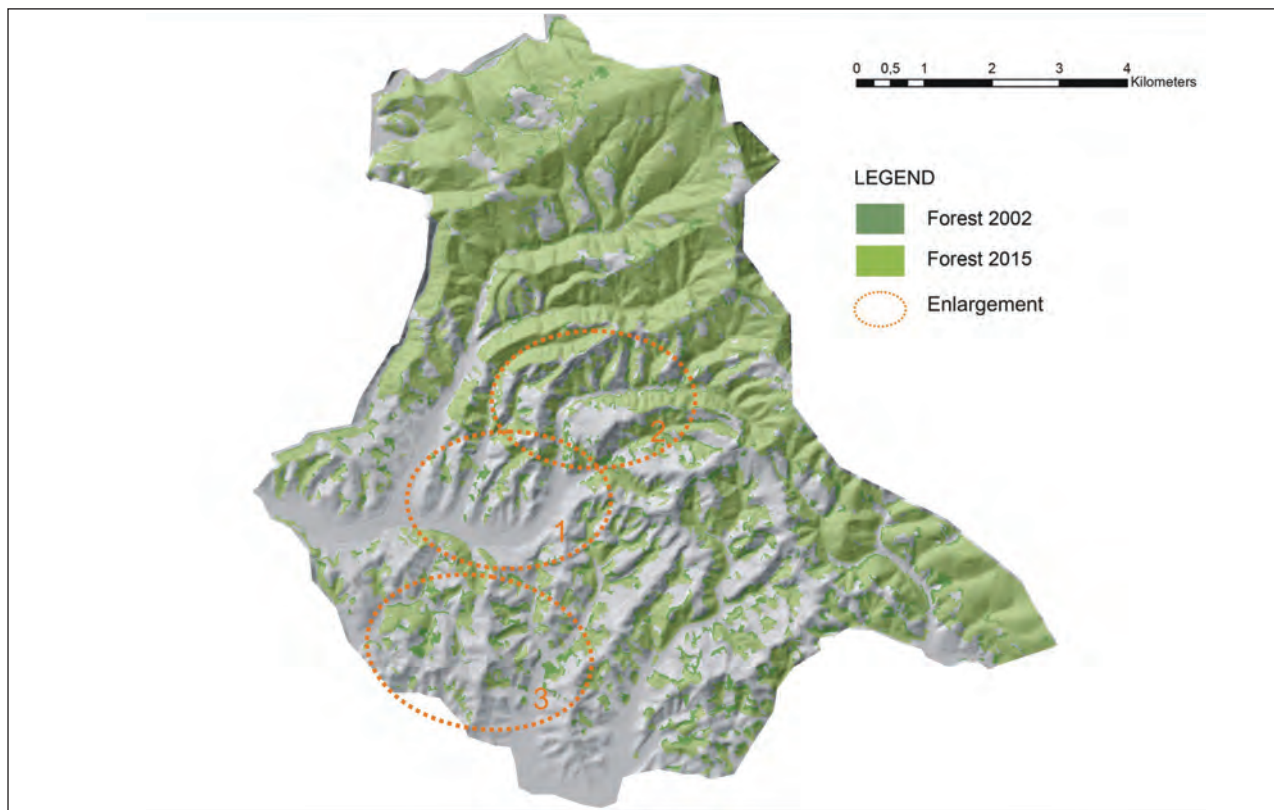 0 0,5 1 2 3 4
Kilometers
LEGEND
Forest 2002
Forest 2015
Enlargement
2
1
3